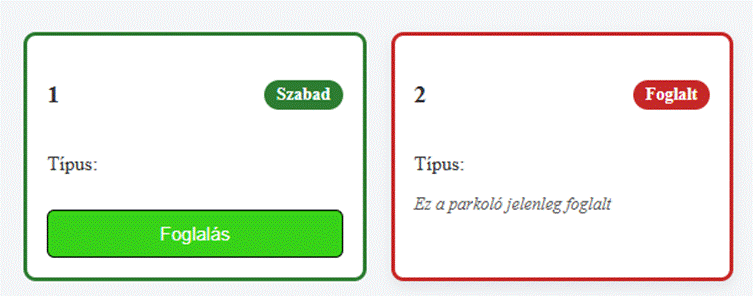 1
Szabad
Típus:
Foglalás
2
Foglalt
Típus:
Ez a parkoló jelenleg foglalt